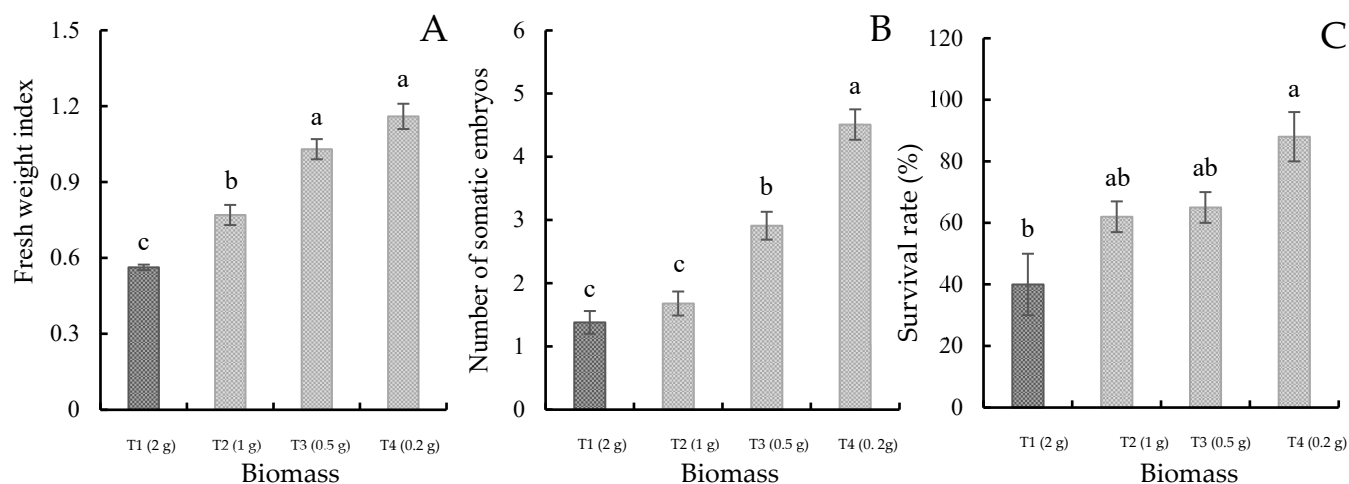 A
Fresh weight index
1.5
1.2
0.9
0.6
0.3
0
c
b
a
a
T1 (2 g) T2 (1 g) T3 (0.5 g) T4 (0.2 g)
Biomass
B
Number of somatic embryos
6
5
4
3
2
1
0
c
c
b
a
T1 (2 g) T2 (1 g) T3 (0.5 g) T4 (0. 2g)
Biomass
C
Survival rate (%)
120
100
80
60
40
20
0
b
ab
ab
a
T1 (2 g) T2 (1 g) T3 (0.5 g) T4 (0.2 g)
Biomass